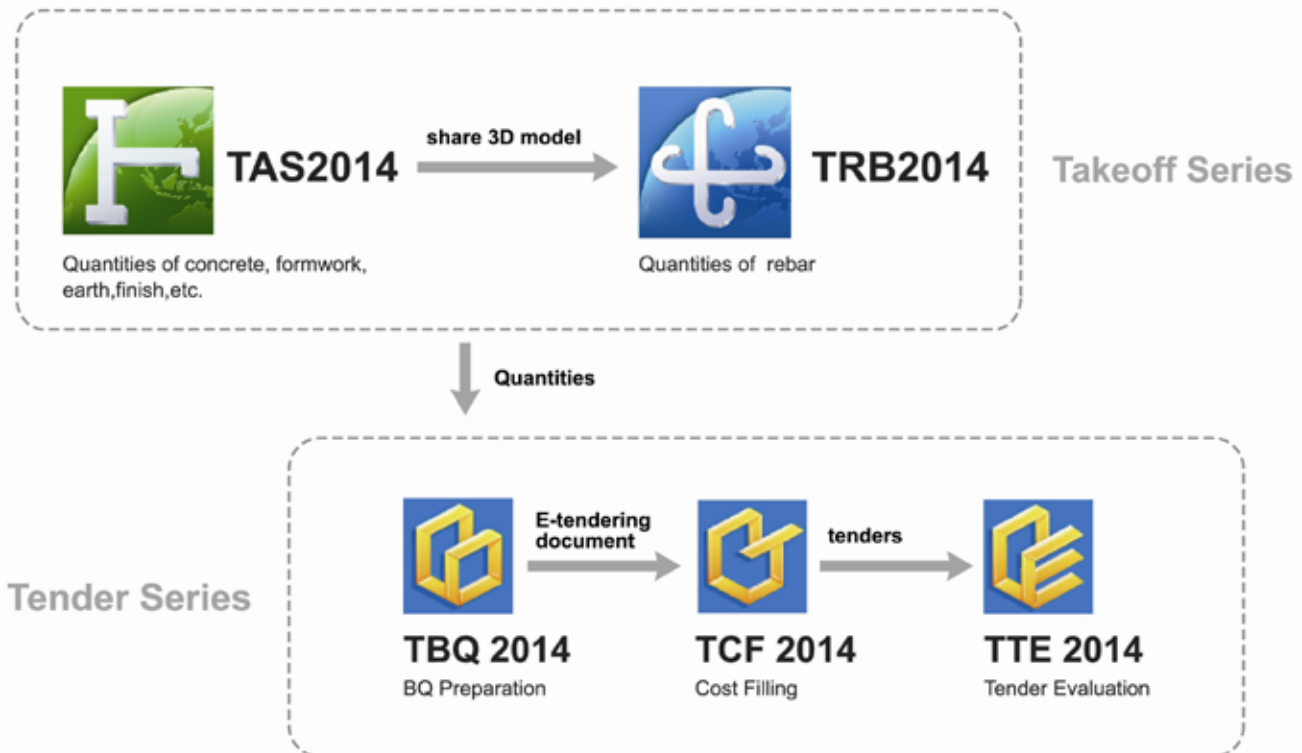 share 3D model
TAS2014
TRB2014
Takeoff Series
Quantities of concrete, formwork,
earth,finish,etc.
Quantities of rebar
Quantities
Tender Series
E-tendering
document
tenders
TBQ 2014
BQ Preparation
TCF 2014
Cost Filling
TTE 2014
Tender Evaluation